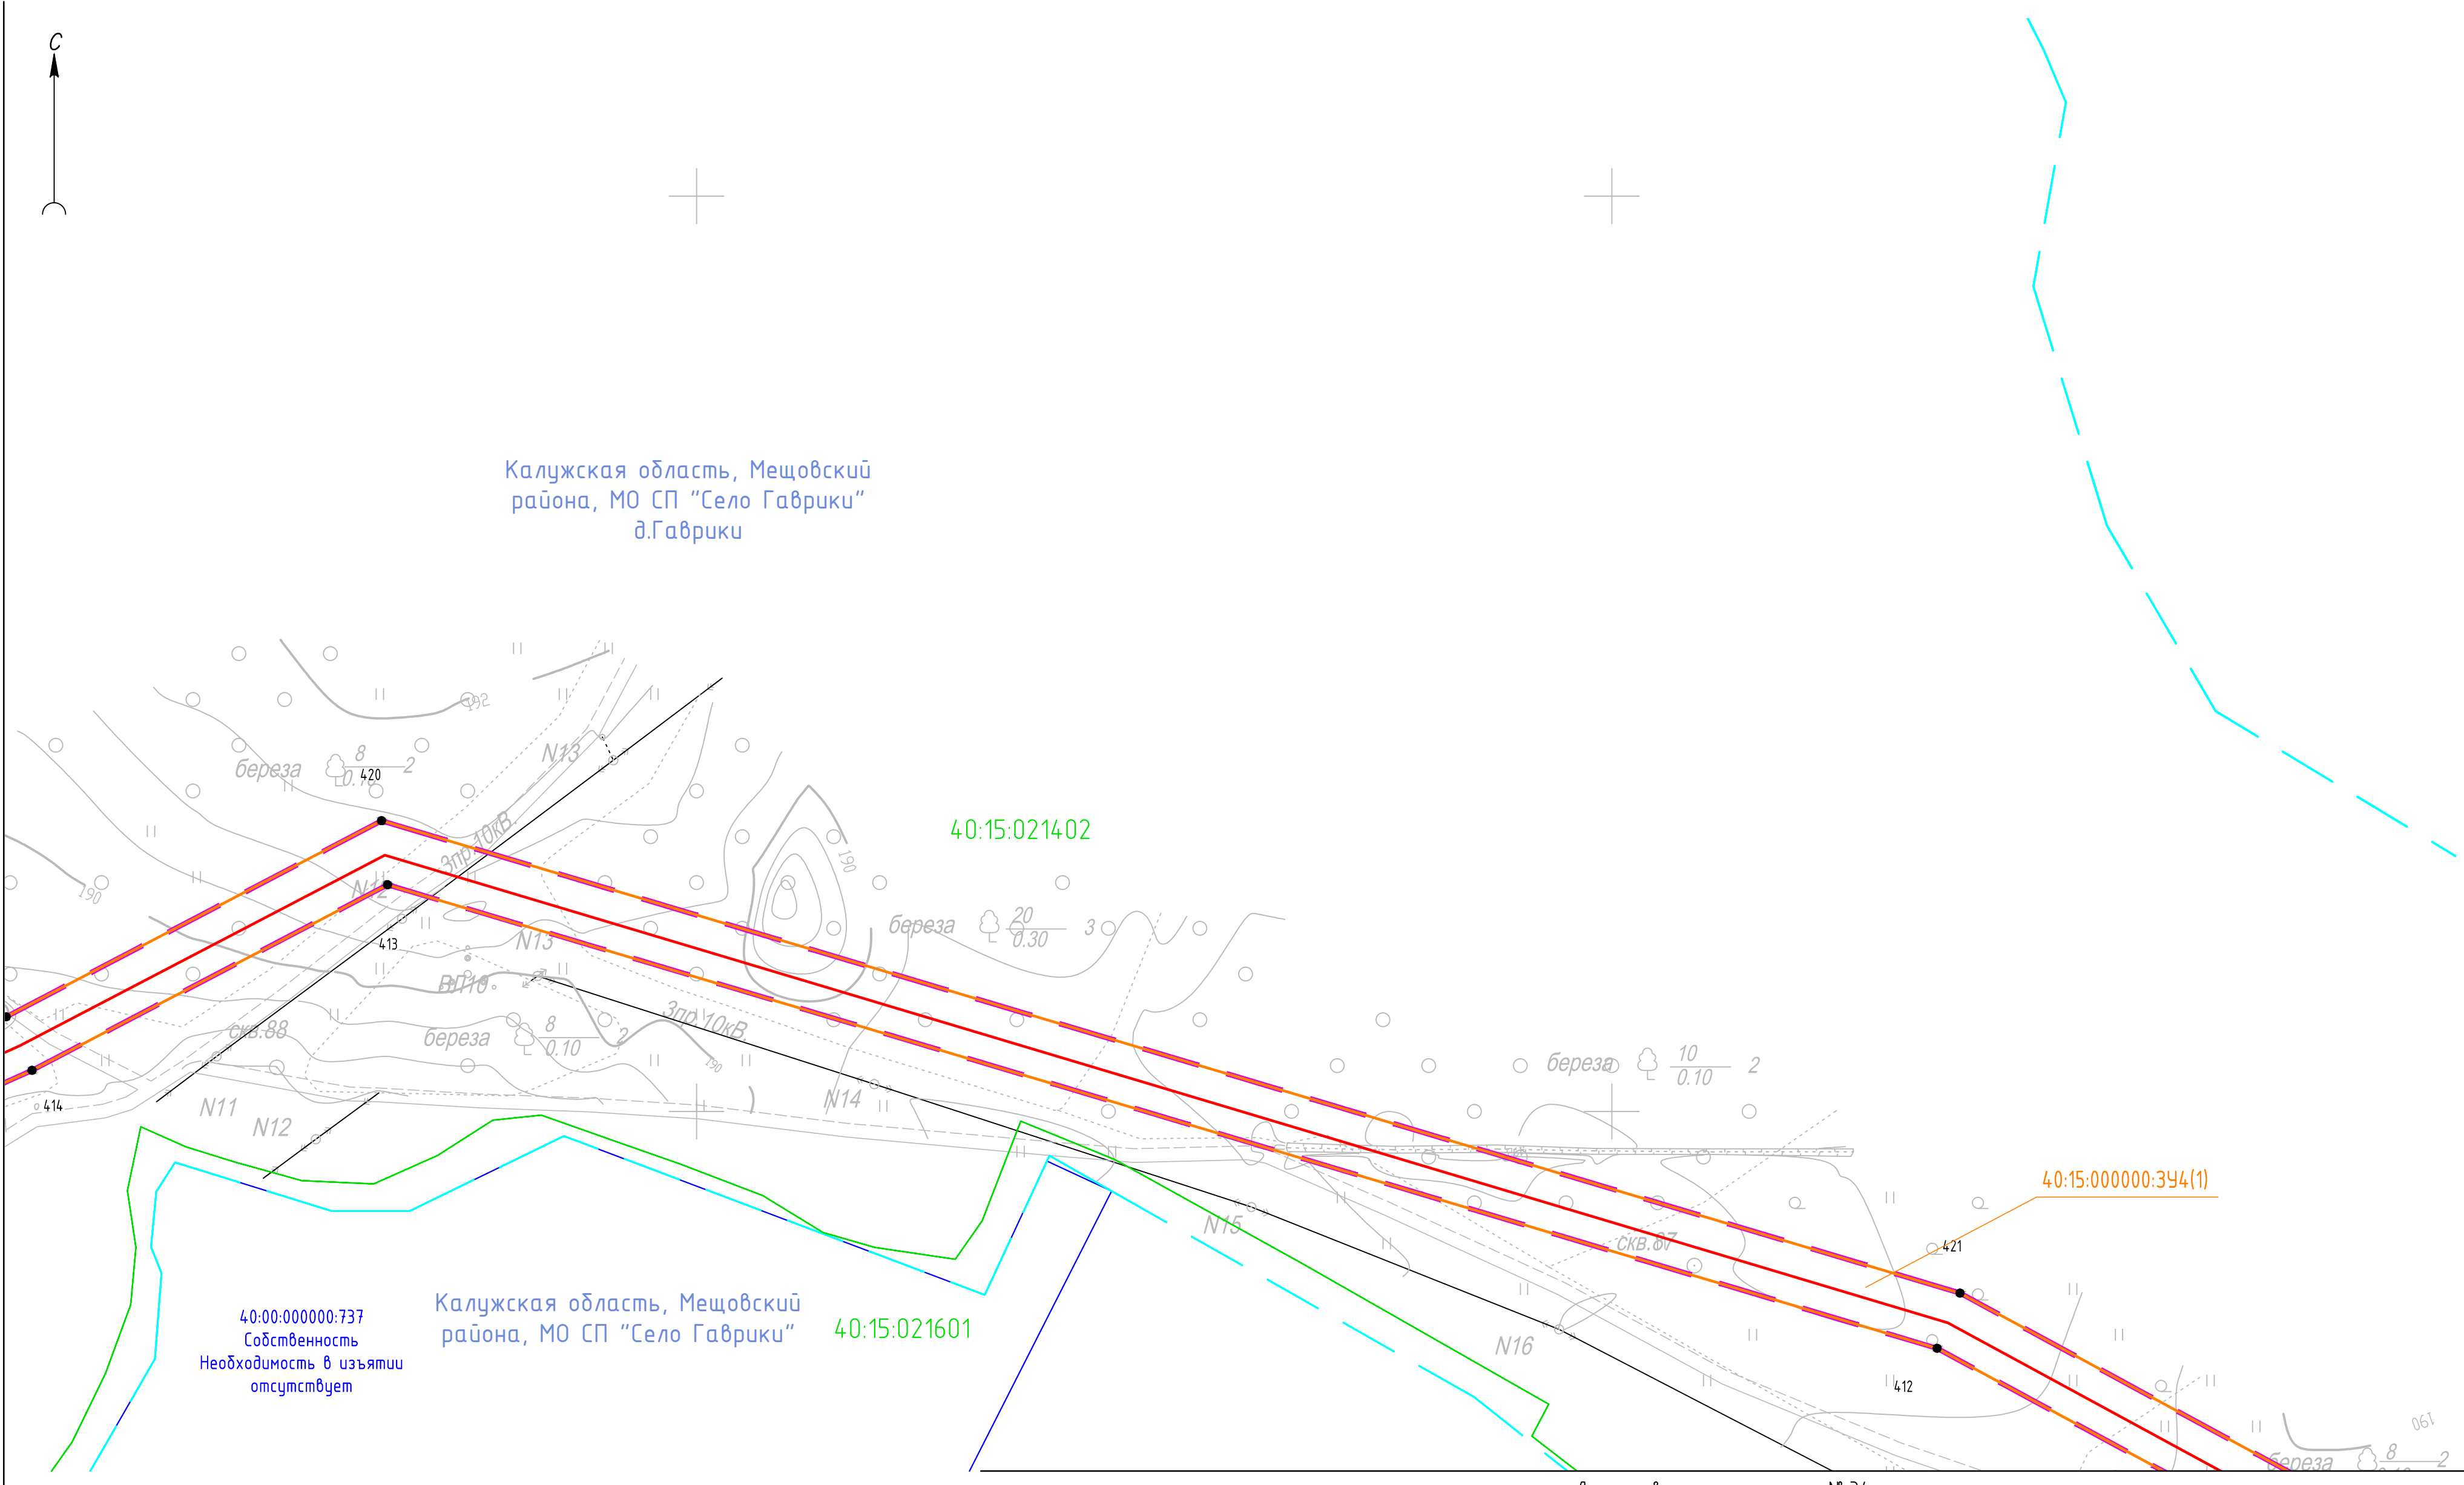 С
Калужская область, Мещовский
района, МО СП "Село Гаврики"
д.Гаврики
192
N13
береза 8 2
420
3пр.10кВ.
40:15:021402
190
190
N12
береза 20 3
0.30
413
N13
ВЛ10
3пр.10кВ.
скв.88
береза 8 2
0.10
190
береза 10 2
0.10
414
N11
N14
N12
40:15:000000:ЗУ4(1)
N15
скв.87
421
40:00:000000:737
Собственность
Необходимость в изъятии
отсутствует
Калужская область, Мещовский
района, МО СП "Село Гаврики"
40:15:021601
N16
412
190
береза 8 2